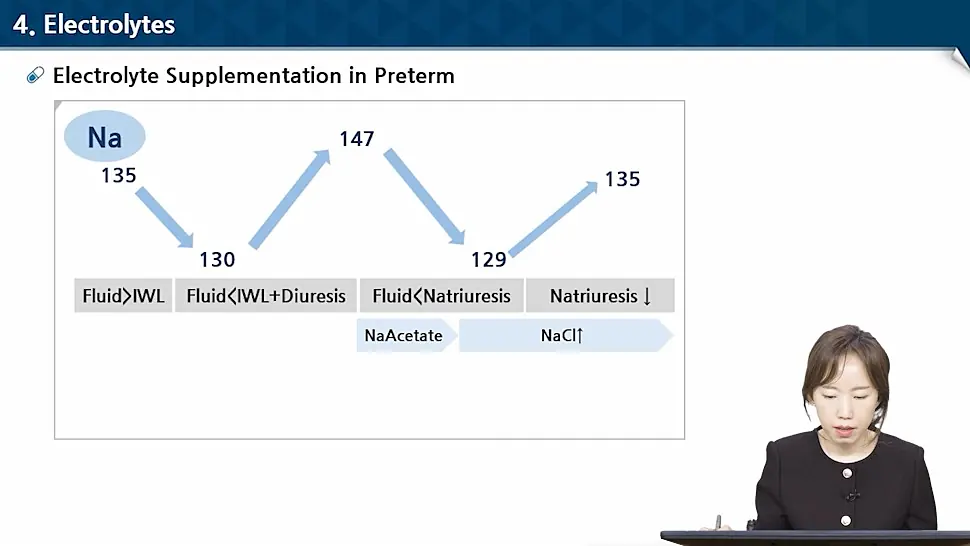 4. Electrolytes
Electrolyte Supplementation in Preterm
Na
147
135
135
130
129
Fluid>IWL
Fluid<IWL+Diuresis
Fluid<Natriuresis
Natriuresis ↓
NaAcetate
NaCl↑